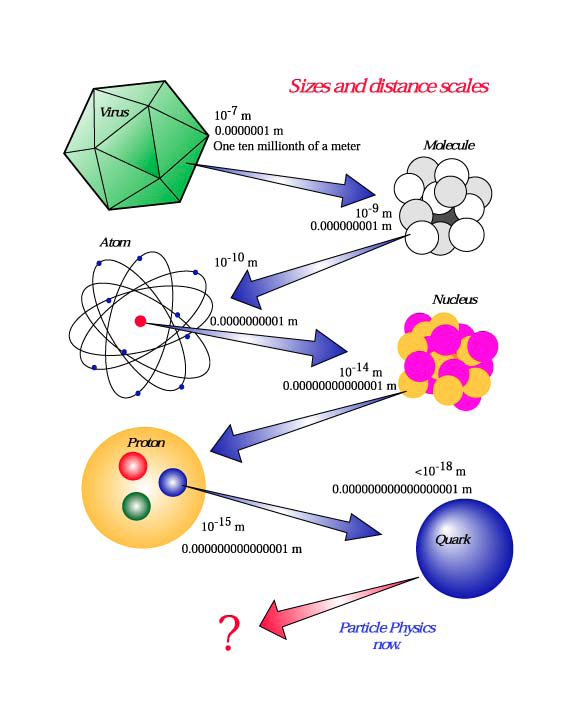 Sizes and distance scales
Virus
10⁻⁷ m
0.0000001 m
One ten millionth of a meter
Molecule
10⁻⁹ m
0.000000001 m
Atom
10⁻¹⁰ m
0.0000000001 m
Nucleus
10⁻¹⁴ m
0.00000000000001 m
Proton
10⁻¹⁵ m
0.000000000000001 m
<10⁻¹⁸ m
0.000000000000000001 m
Quark
?
Particle Physics
now.